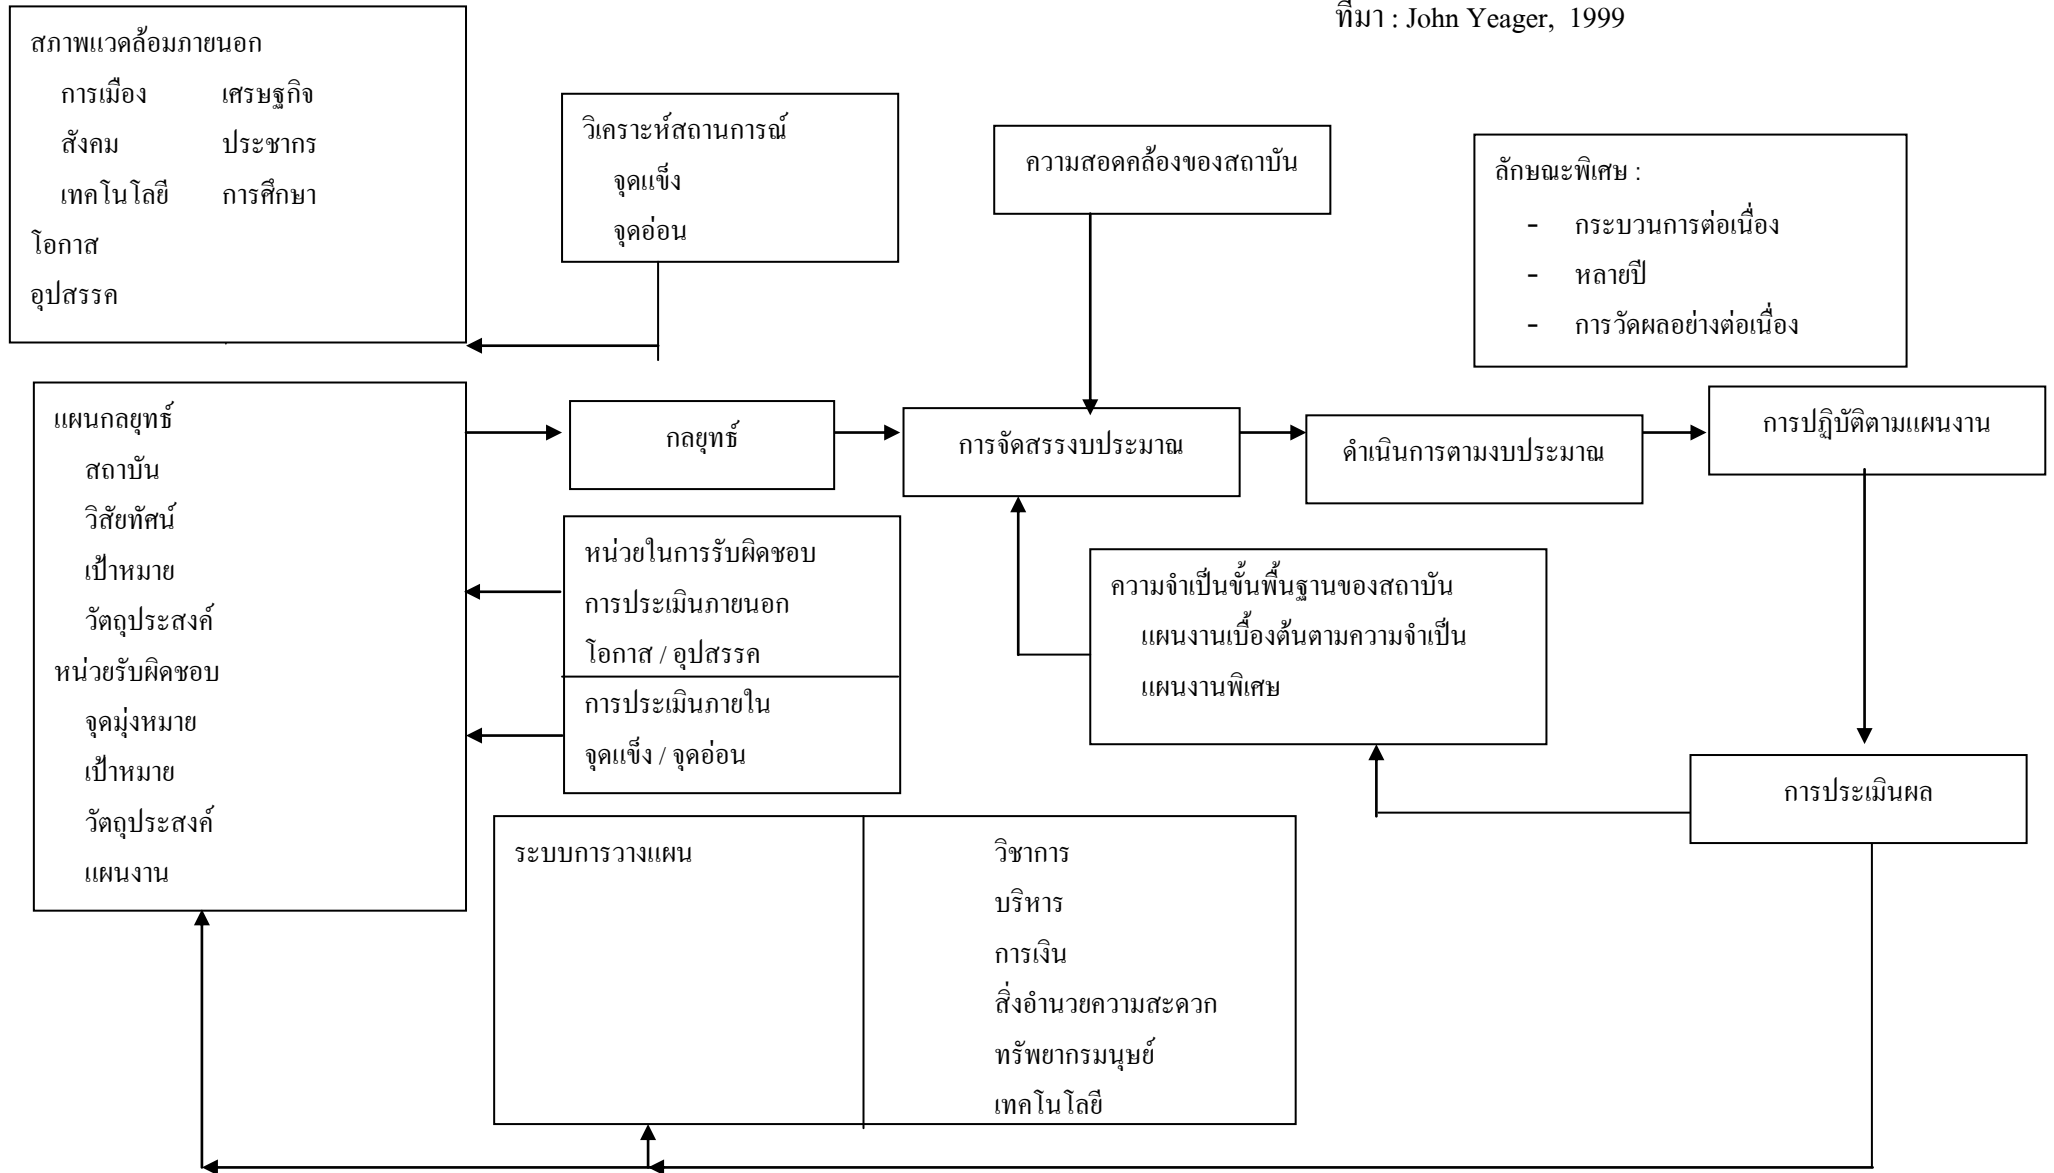 ที่มา : John Yeager, 1999
สภาพแวดล้อมภายนอก
การเมือง เศรษฐกิจ
สังคม ประชากร
เทคโนโลยี การศึกษา
โอกาส
อุปสรรค
วิเคราะห์สถานการณ์
จุดแข็ง
จุดอ่อน
ความสอดคล้องของสถาบัน
ลักษณะพิเศษ :
- กระบวนการต่อเนื่อง
- หลายปี
- การวัดผลอย่างต่อเนื่อง
แผนกลยุทธ์
สถาบัน
วิสัยทัศน์
เป้าหมาย
วัตถุประสงค์
หน่วยรับผิดชอบ
จุดมุ่งหมาย
เป้าหมาย
วัตถุประสงค์
แผนงาน
กลยุทธ์
การจัดสรรงบประมาณ
ดำเนินการตามงบประมาณ
การปฏิบัติตามแผนงาน
หน่วยในการรับผิดชอบ
การประเมินภายนอก
โอกาส / อุปสรรค
การประเมินภายใน
จุดแข็ง / จุดอ่อน
ความจำเป็นขั้นพื้นฐานของสถาบัน
แผนงานเบื้องต้นตามความจำเป็น
แผนงานพิเศษ
การประเมินผล
ระบบการวางแผน
วิชาการ
บริหาร
การเงิน
สิ่งอำนวยความสะดวก
ทรัพยากรมนุษย์
เทคโนโลยี